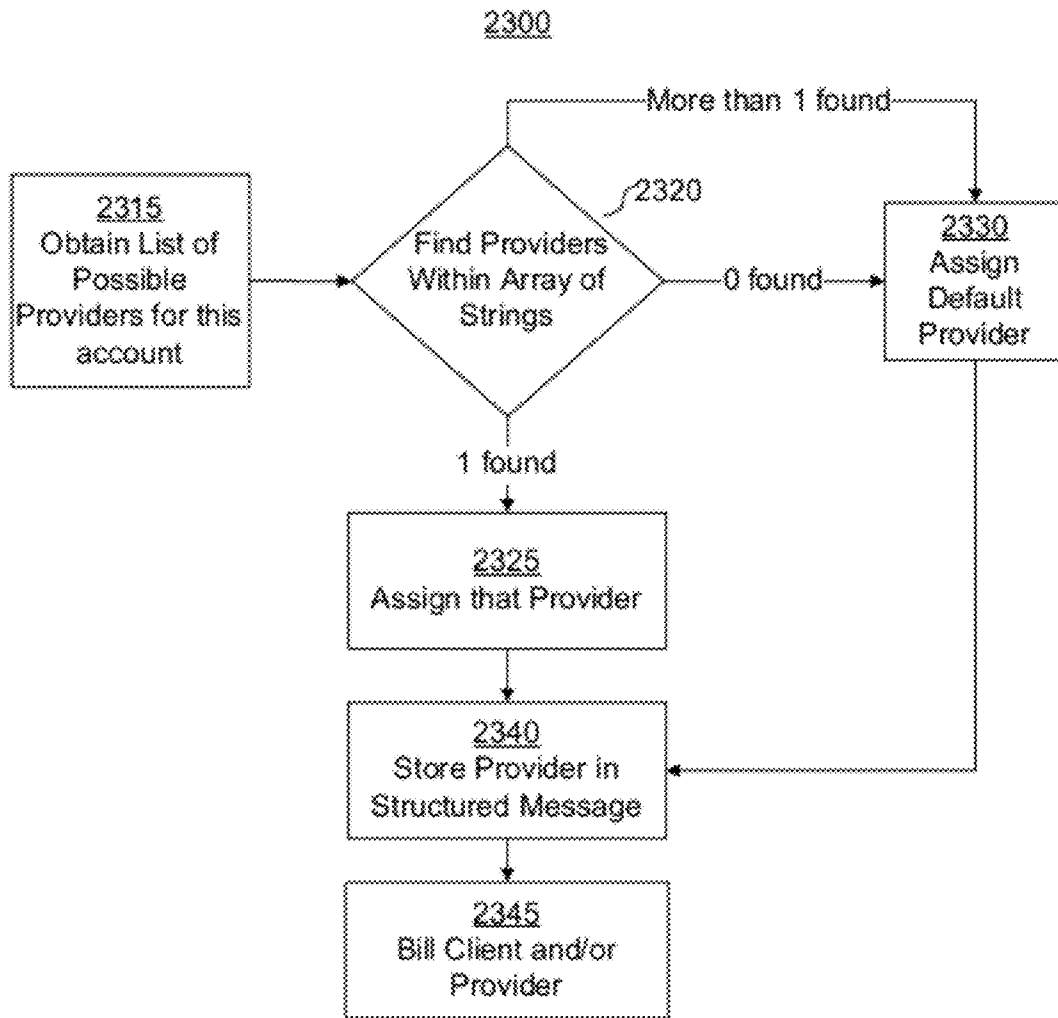 2300
More than 1 found
2315
Obtain List of
Possible
Providers for this
account
2320
Find Providers
Within Array of
Strings
0 found
2330
Assign
Default
Provider
1 found
2325
Assign that Provider
2340
Store Provider in
Structured Message
2345
Bill Client and/or
Provider